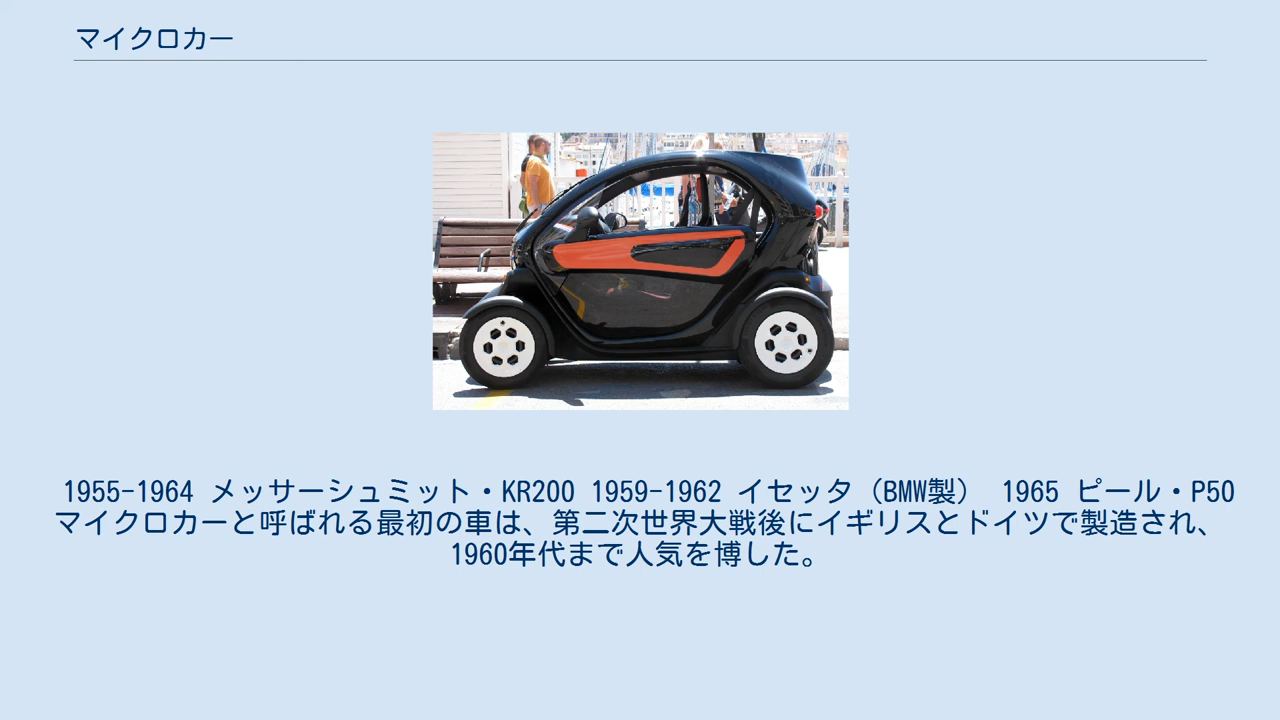 マイクロカー
1955-1964 メッサーシュミット・KR200 1959-1962 イセッタ（BMW製） 1965 ピール・P50
マイクロカーと呼ばれる最初の車は、第二次世界大戦後にイギリスとドイツで製造され、
1960年代まで人気を博した。